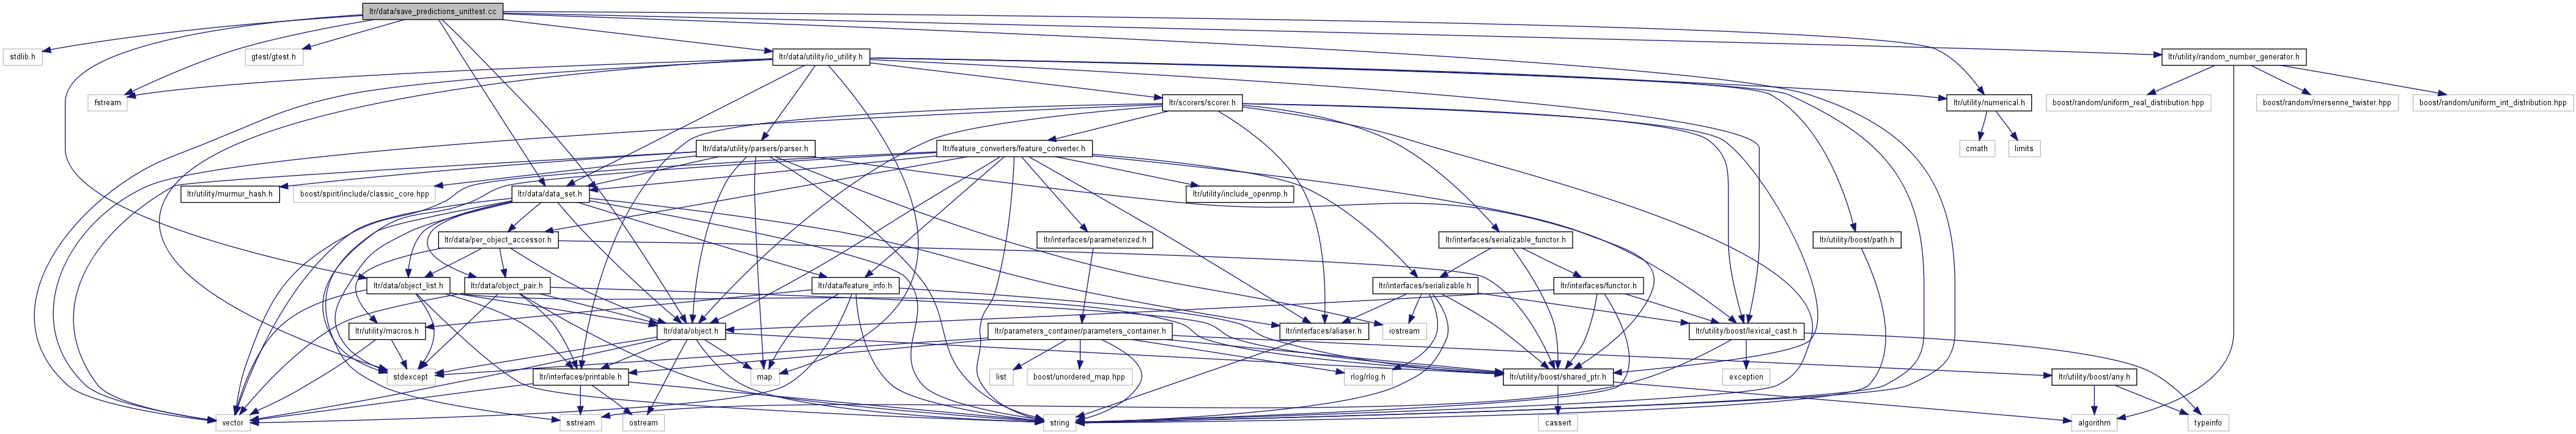 ltr/data/save_predictions_unittest.cc
stdlib.h
gtest/gtest.h
ltr/data/utility/io_utility.h
ltr/utility/random_number_generator.h
fstream
ltr/scorers/scorer.h
ltr/utility/numerical.h
boost/random/uniform_real_distribution.hpp
boost/random/mersenne_twister.hpp
boost/random/uniform_int_distribution.hpp
ltr/data/utility/parsers/parser.h
ltr/feature_converters/feature_converter.h
cmath
limits
ltr/utility/murmur_hash.h
boost/spirit/include/classic_core.hpp
ltr/data/data_set.h
ltr/utility/include_openmp.h
ltr/data/per_object_accessor.h
ltr/interfaces/parameterized.h
ltr/interfaces/serializable_functor.h
ltr/utility/boost/path.h
ltr/data/object_list.h
ltr/data/object_pair.h
ltr/data/feature_info.h
ltr/interfaces/serializable.h
ltr/interfaces/functor.h
ltr/utility/macros.h
ltr/data/object.h
ltr/parameters_container/parameters_container.h
ltr/interfaces/aliaser.h
iostream
ltr/utility/boost/lexical_cast.h
stdexcept
ltr/interfaces/printable.h
map
list
boost/unordered_map.hpp
rlog/rlog.h
ltr/utility/boost/shared_ptr.h
exception
ltr/utility/boost/any.h
vector
sstream
ostream
string
cassert
algorithm
typeinfo